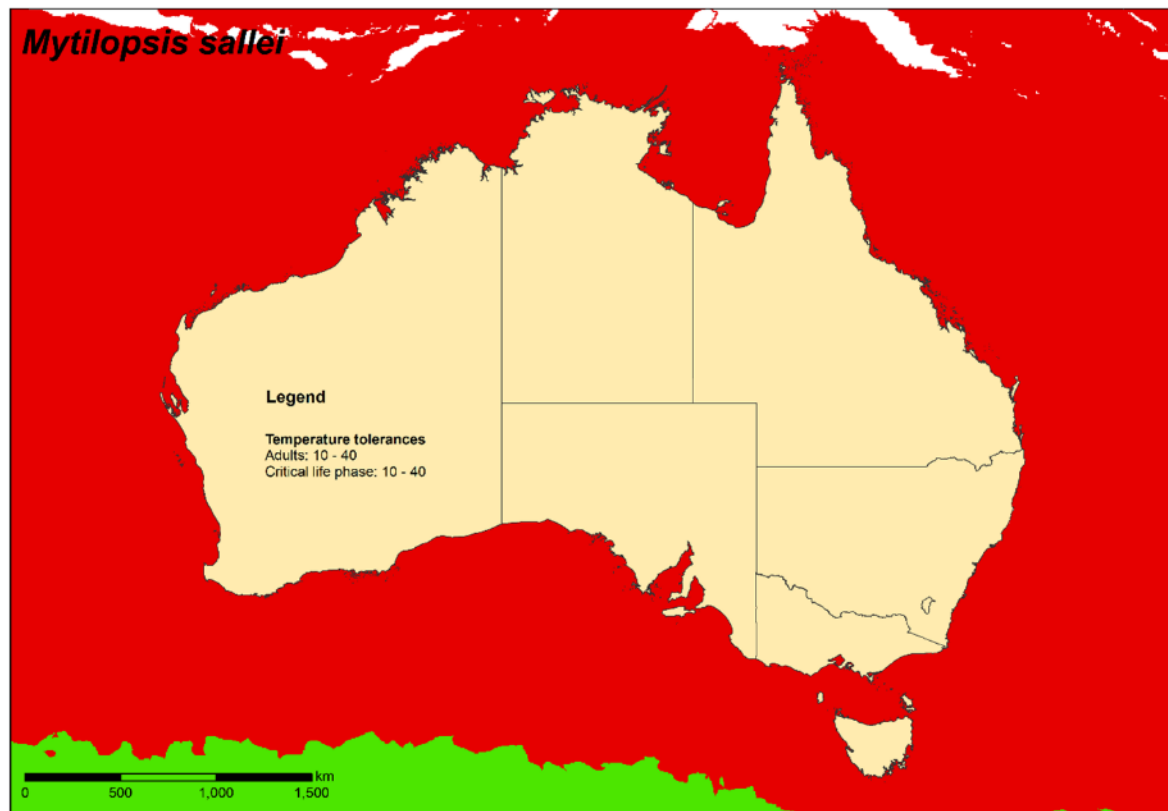 Mytilopsis sallei
Legend
Temperature tolerances
Adults: 10 - 40
Critical life phase: 10 - 40
km
0 500 1,000 1,500